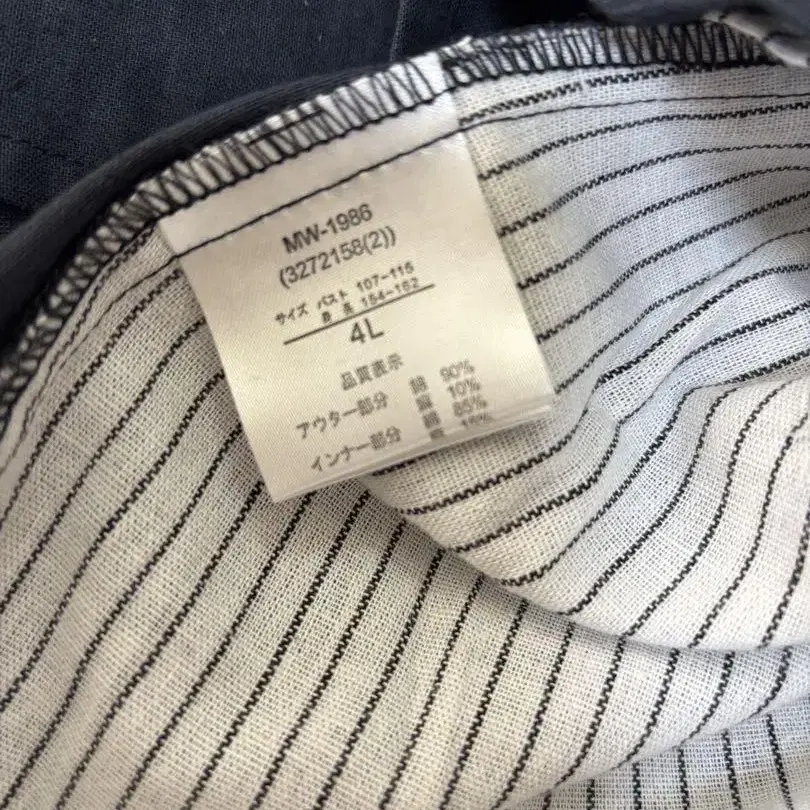 MW-1986
(3272158(2))
サイズ バスト 107-115
身長 154-162
4L
品質表示
アウター部分 綿 90%
麻 10%
インナー部分 綿 85%
麻 15%